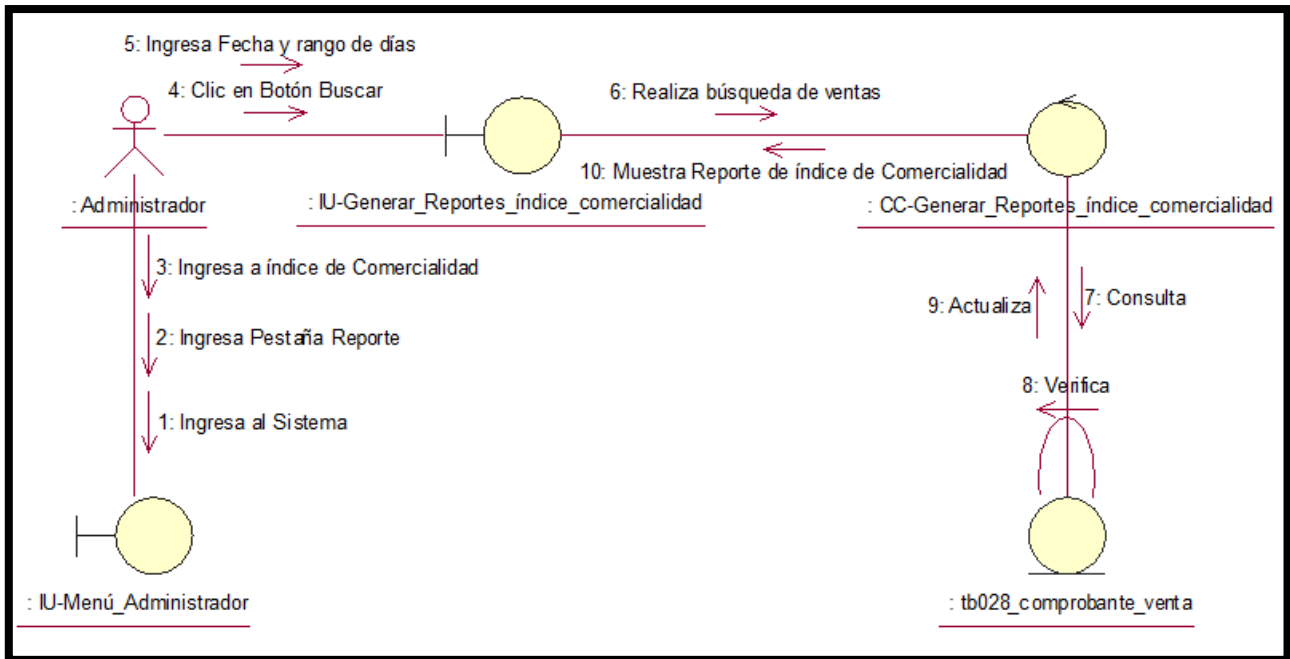 5: Ingresa Fecha y rango de días
4: Clic en Botón Buscar
6: Realiza búsqueda de ventas
10: Muestra Reporte de índice de Comercialidad
: Administrador
: IU-Generar_Reportes_índice_comercialidad
: CC-Generar_Reportes_índice_comercialidad
3: Ingresa a índice de Comercialidad
9: Actualiza
7: Consulta
2: Ingresa Pestaña Reporte
8: Verifica
1: Ingresa al Sistema
: IU-Menú_Administrador
: tb028_comprobante_venta